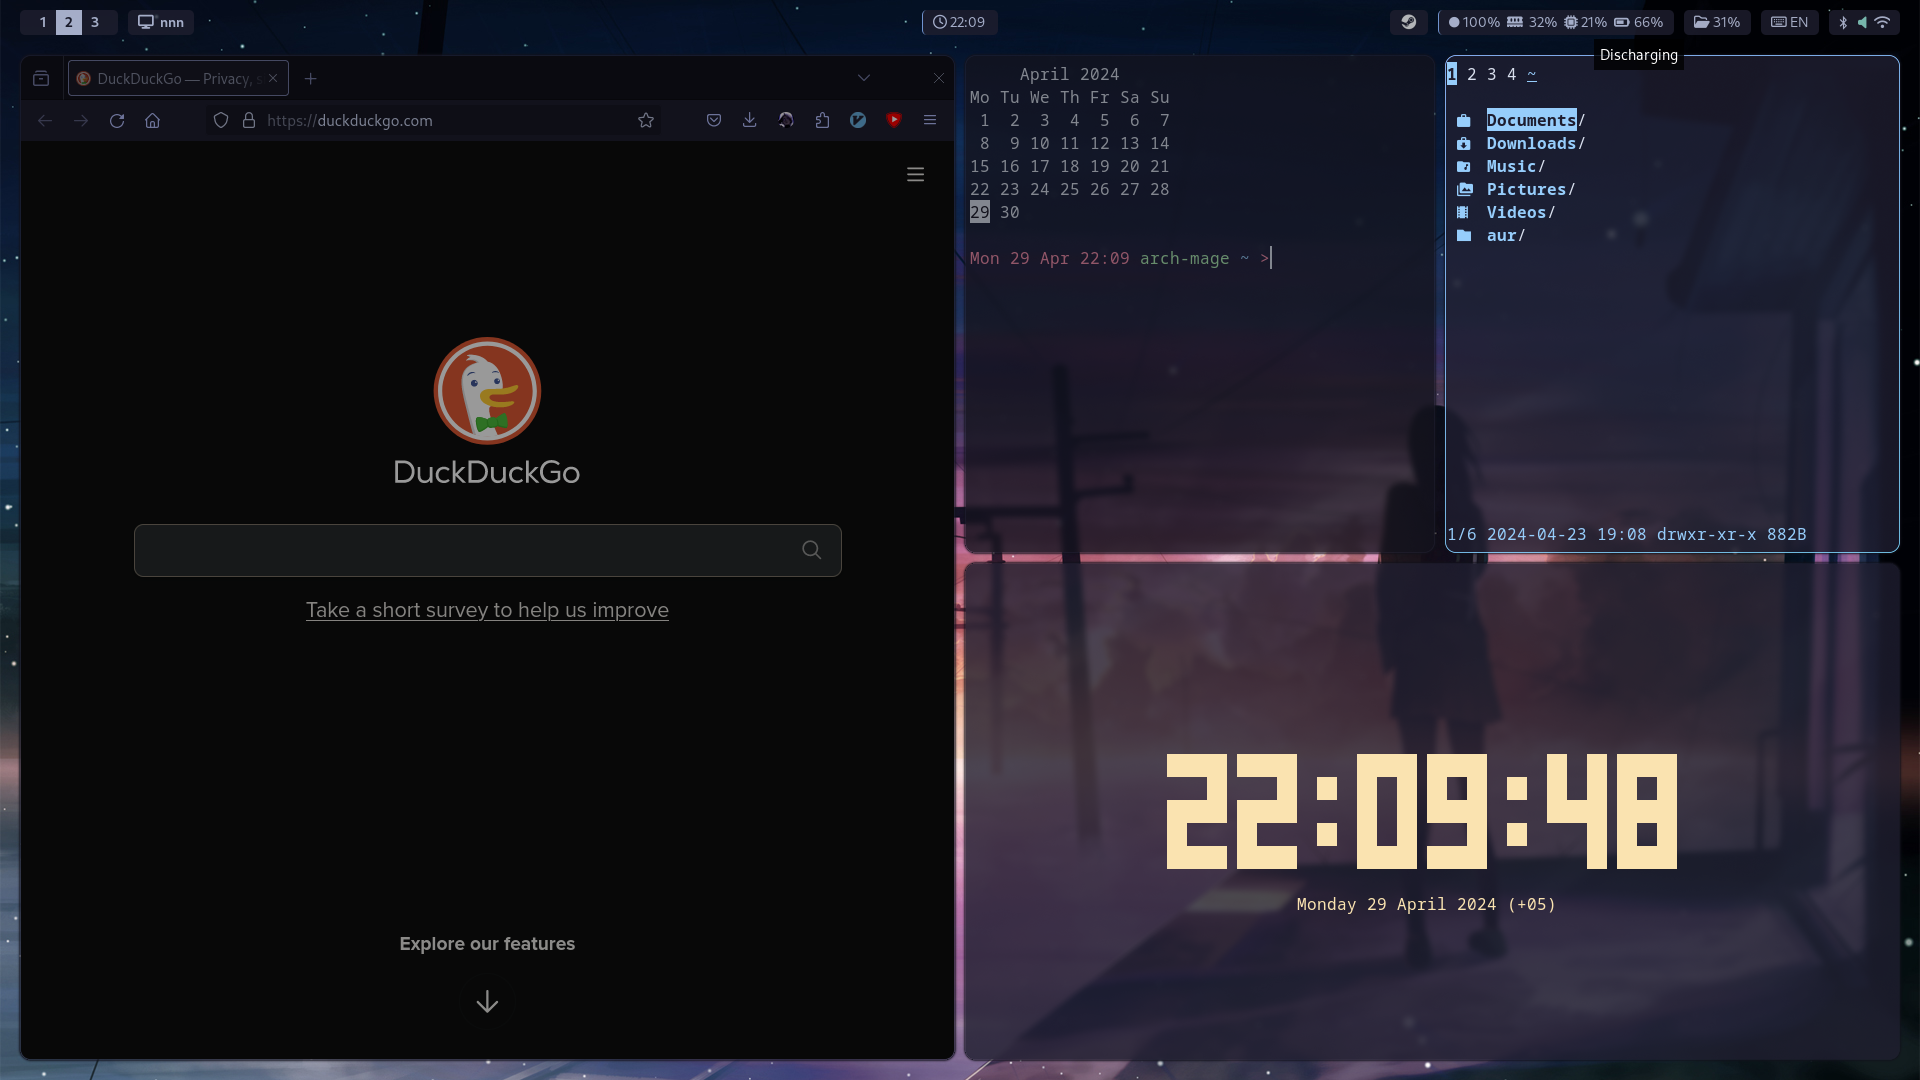 1 2 3
nnn
22:09
100% 32% 21% 66%
31%
EN
Discharging
DuckDuckGo — Privacy, s
https://duckduckgo.com
DuckDuckGo
Take a short survey to help us improve
Explore our features
April 2024
Mo Tu We Th Fr Sa Su
1 2 3 4 5 6 7
8 9 10 11 12 13 14
15 16 17 18 19 20 21
22 23 24 25 26 27 28
29 30
Mon 29 Apr 22:09 arch-mage ~ >
1 2 3 4 ~
Documents/
Downloads/
Music/
Pictures/
Videos/
aur/
1/6 2024-04-23 19:08 drwxr-xr-x 882B
22:09:48
Monday 29 April 2024 (+05)